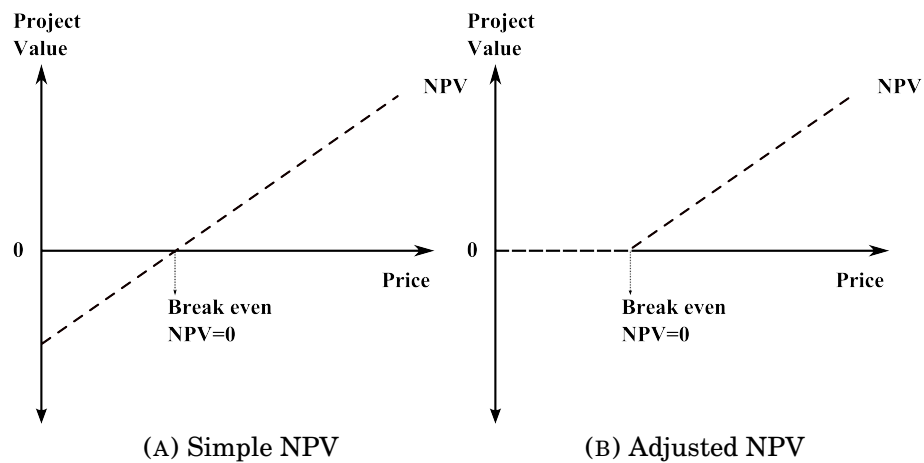 Project
Value
NPV
0
Price
Break even
NPV=0
(A) Simple NPV
Project
Value
NPV
0
Price
Break even
NPV=0
(B) Adjusted NPV